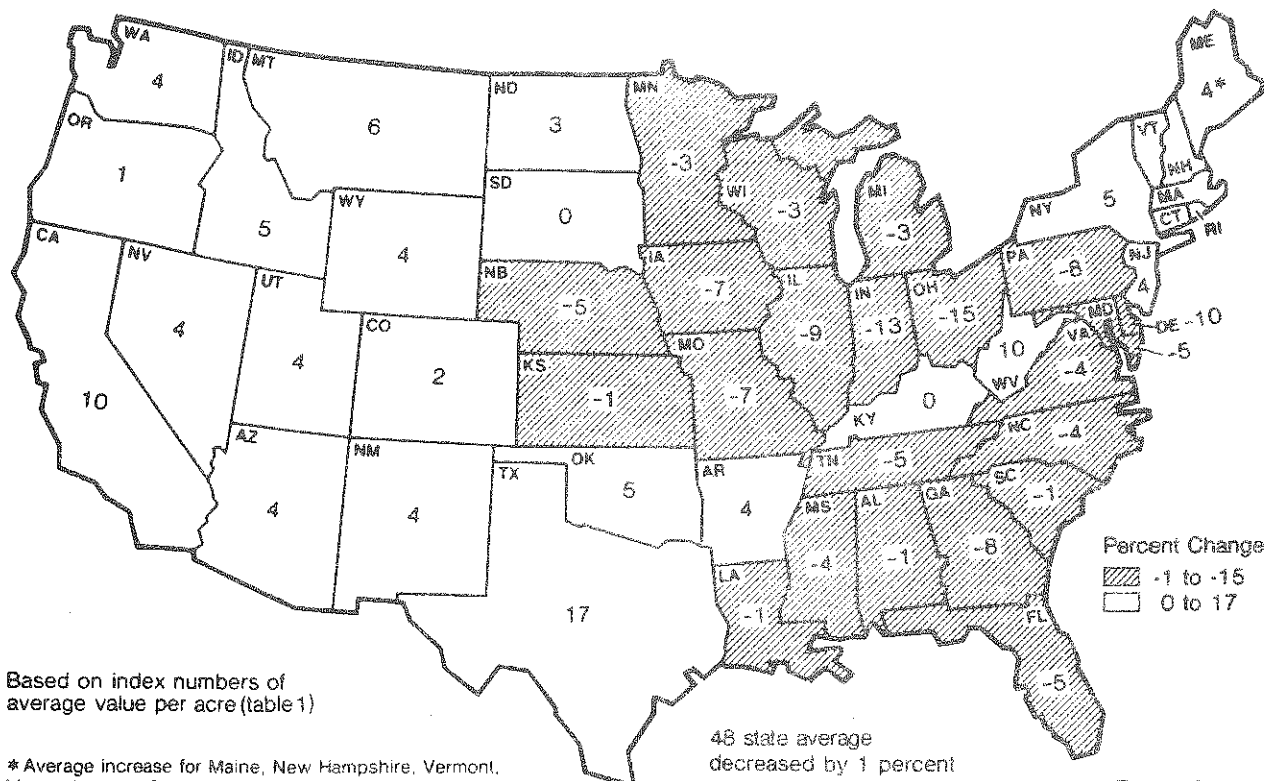 WA
4
ID
MT
6
ND
3
MN
-3
ME
4*
OR
1
5
SD
0
WI
-3
MI
-3
VT
NH
NY
5
MA
CT
RI
WY
4
CA
10
NV
4
UT
4
NB
-5
IA
-7
IL
-9
IN
-13
OH
-15
PA
-8
NJ
4
MD
DE -10
-5
CO
2
KS
-1
MO
-7
KY
0
10
WV
VA
-4
AZ
4
NM
4
TX
17
OK
5
AR
4
TN
-5
NC
-4
SC
-1
MS
-4
AL
-1
GA
-8
LA
-1
FL
-5
Percent Change
-1 to -15
0 to 17
Based on index numbers of
average value per acre (table 1)
48 state average
decreased by 1 percent
* Average increase for Maine, New Hampshire, Vermont,